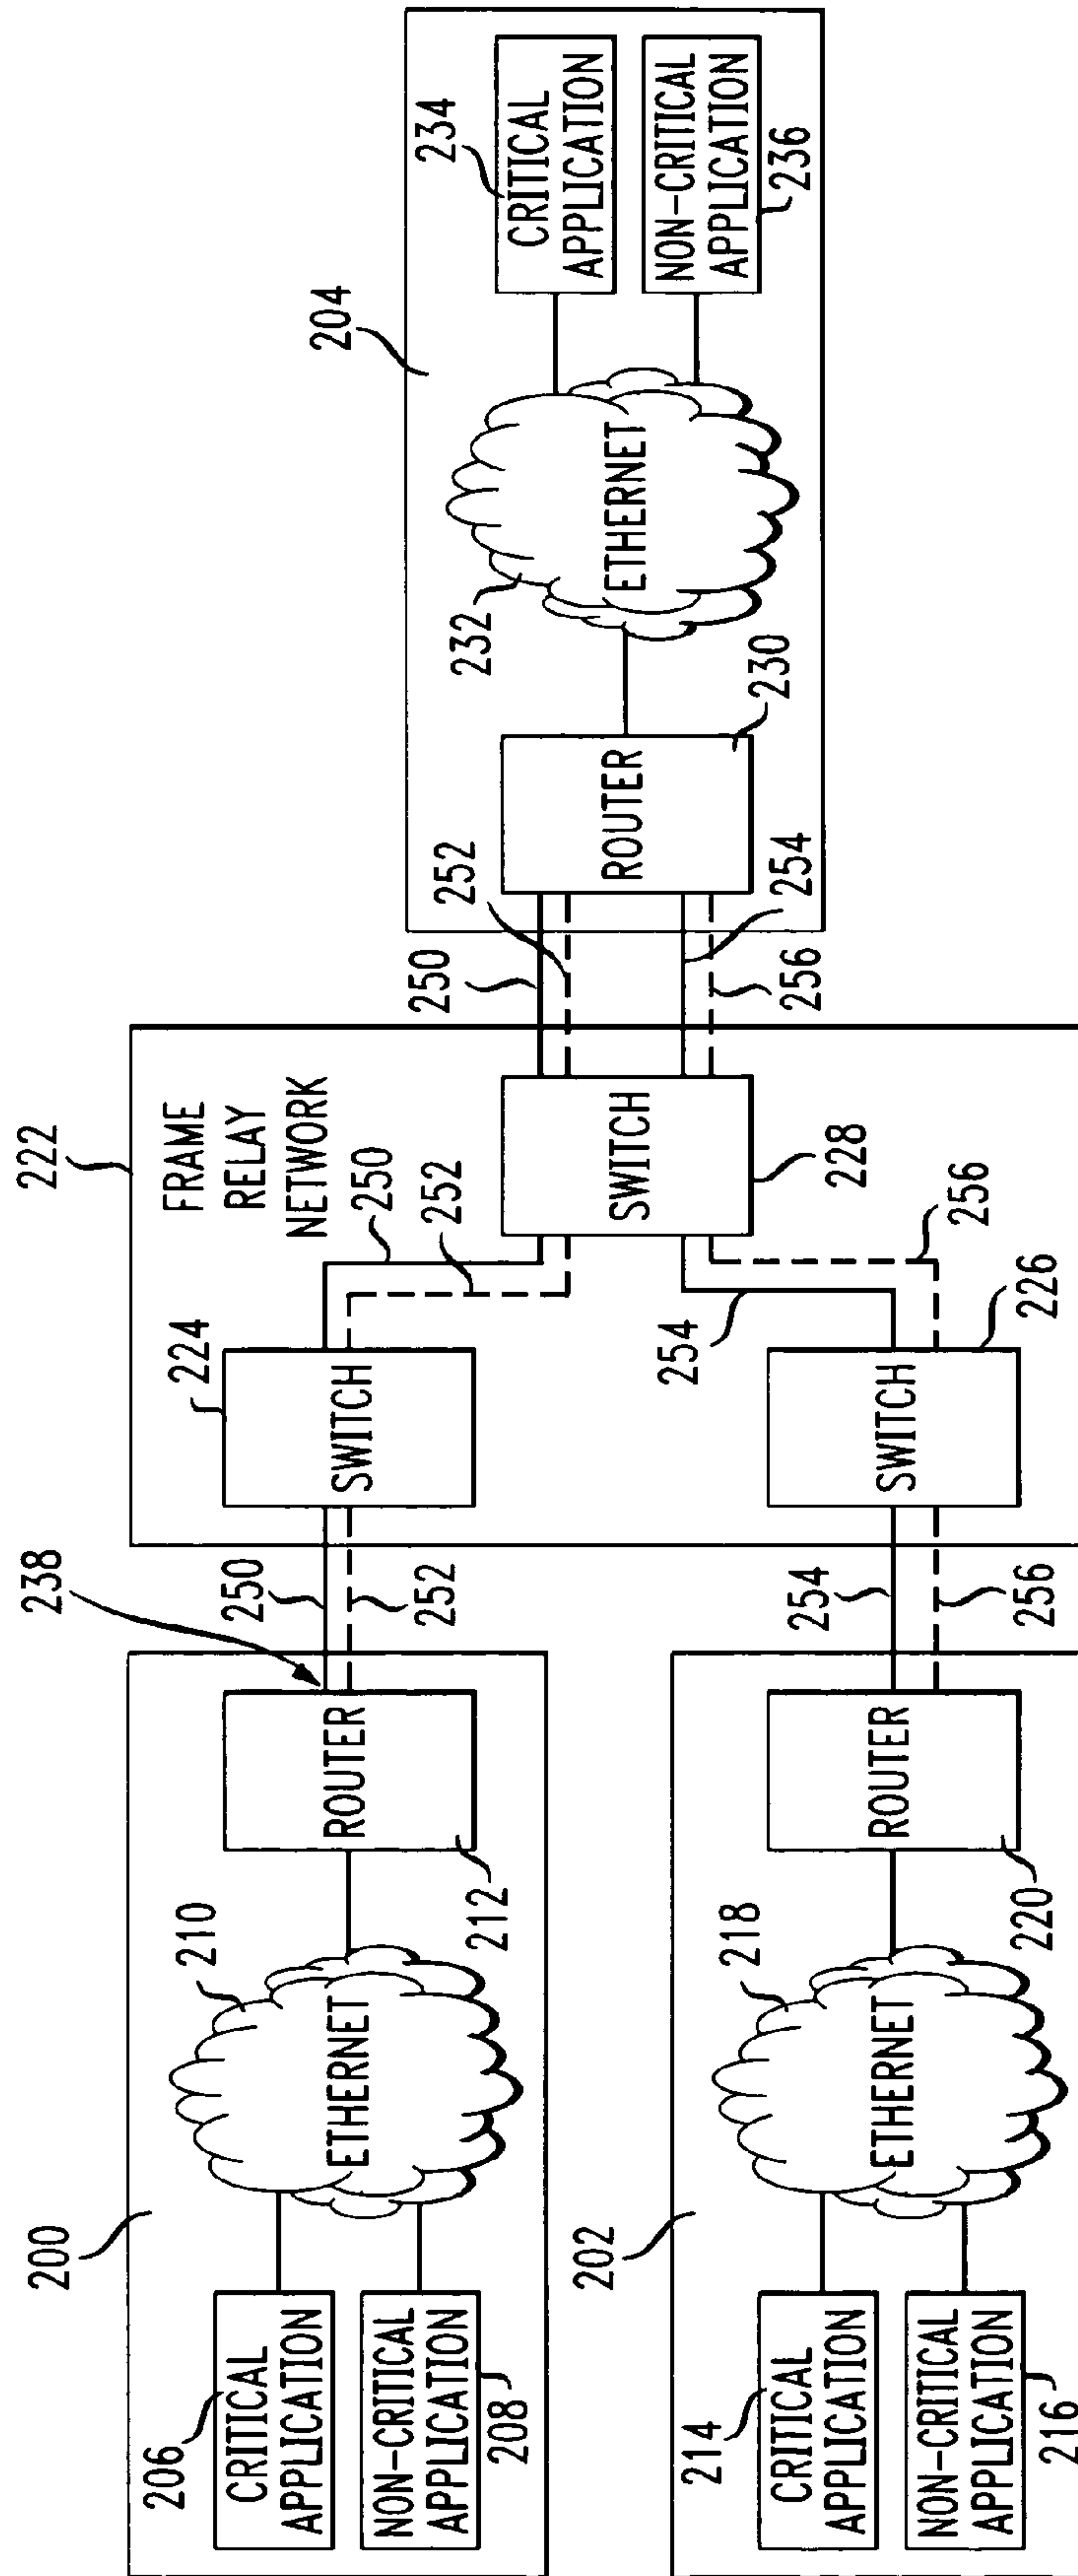 200
206
CRITICAL
APPLICATION
NON-CRITICAL
APPLICATION
208
210
ETHERNET
ROUTER
212
238
250
252
202
214
CRITICAL
APPLICATION
NON-CRITICAL
APPLICATION
216
218
ETHERNET
ROUTER
220
254
256
222
FRAME
RELAY
NETWORK
224
SWITCH
250
252
SWITCH
228
254
256
SWITCH
226
250
252
254
256
204
ROUTER
230
232
ETHERNET
234
CRITICAL
APPLICATION
NON-CRITICAL
APPLICATION
236